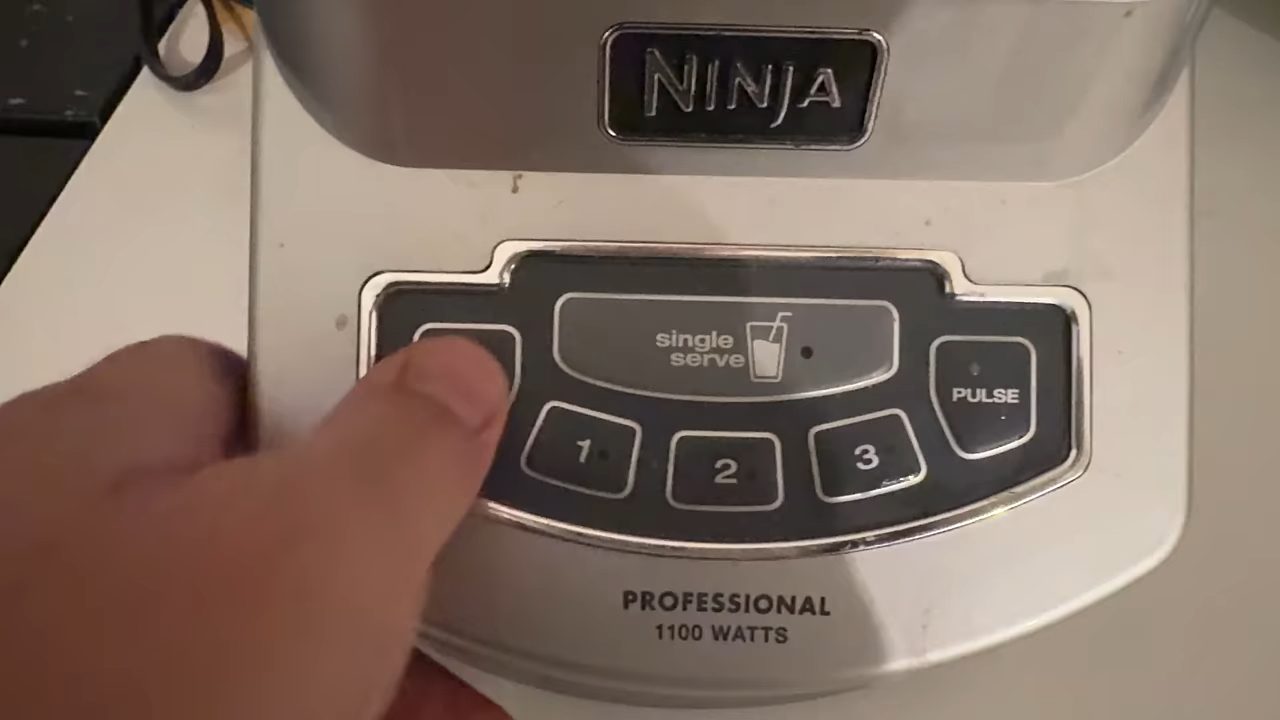 NINJA
single
serve
PULSE
1
2
3
PROFESSIONAL
1100 WATTS